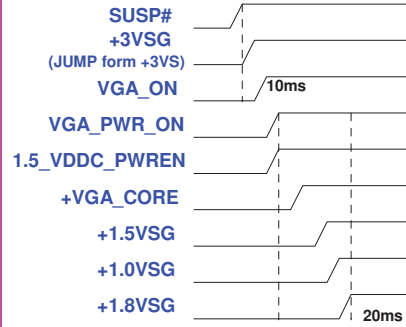 SUSP#
+3VSG
(JUMP form +3VS)
VGA_ON
10ms
VGA_PWR_ON
1.5_VDDC_PWREN
+VGA_CORE
+1.5VSG
+1.0VSG
+1.8VSG
20ms